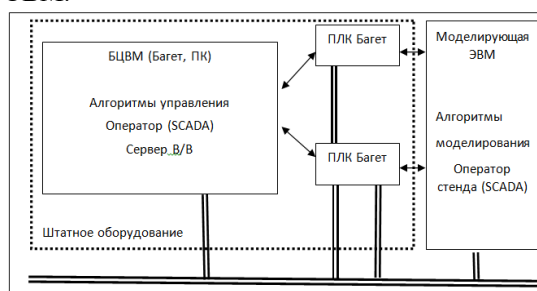 БЦВМ (Багет, ПК)
Алгоритмы управления
Оператор (SCADA)
Сервер В/В
Штатное оборудование
ПЛК Багет
ПЛК Багет
Моделирующая
ЭВМ
Алгоритмы
моделирования
Оператор
стенда (SCADA)